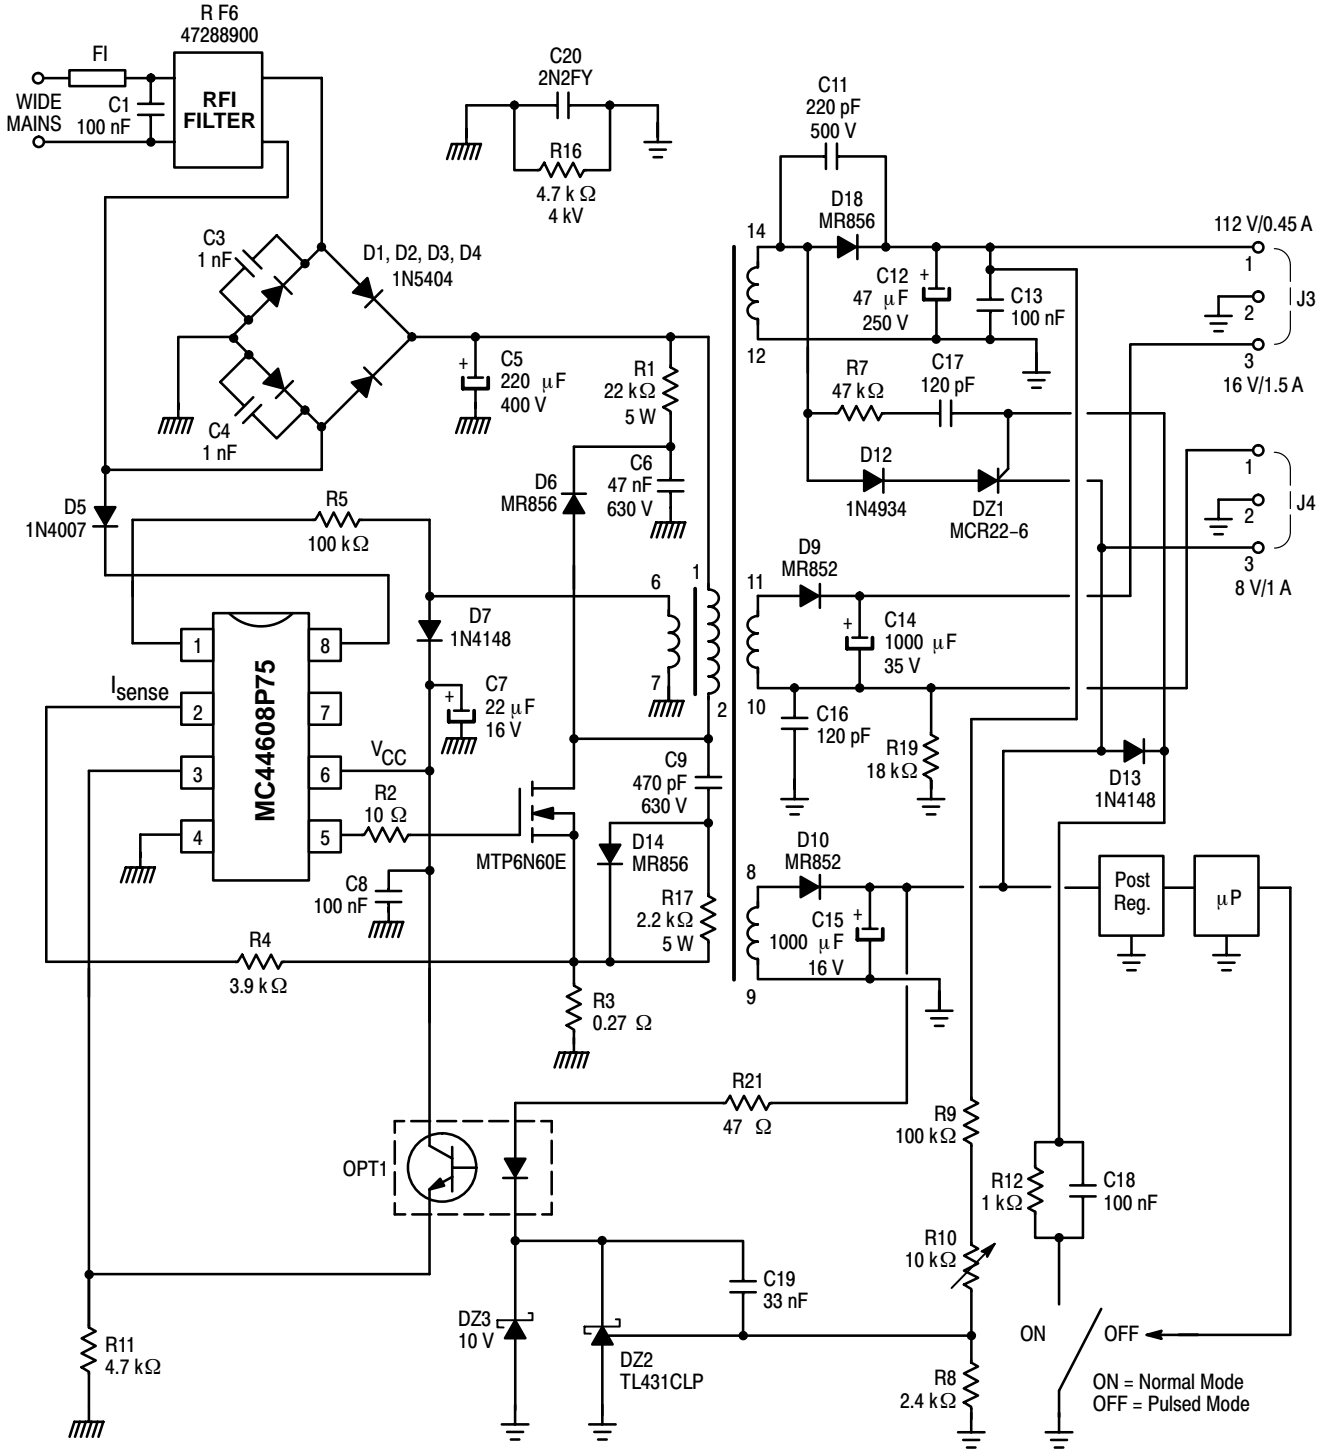 R F6
47288900
FI
WIDE
MAINS
C1
100 nF
RFI
FILTER
C20
2N2FY
R16
4.7 k Ω
4 kV
C11
220 pF
500 V
D18
MR856
14
12
C12
47 μF
250 V
+
C13
100 nF
112 V/0.45 A
1
2
3
J3
16 V/1.5 A
C3
1 nF
D1, D2, D3, D4
1N5404
C4
1 nF
+
C5
220 μF
400 V
R1
22 kΩ
5 W
R7
47 kΩ
C17
120 pF
D12
1N4934
DZ1
MCR22-6
1
2
3
J4
8 V/1 A
D5
1N4007
R5
100 kΩ
D6
MR856
C6
47 nF
630 V
D9
MR852
11
10
+
C14
1000 μF
35 V
6
7
1
2
D7
1N4148
+
C7
22 μF
16 V
MC44608P75
1
2
3
4
8
7
6
5
Isense
VCC
R2
10 Ω
MTP6N60E
C9
470 pF
630 V
D14
MR856
R17
2.2 kΩ
5 W
C16
120 pF
R19
18 kΩ
D13
1N4148
D10
MR852
8
9
+
C15
1000 μF
16 V
Post
Reg.
μP
C8
100 nF
R4
3.9 k Ω
R3
0.27 Ω
R21
47 Ω
OPT1
R9
100 kΩ
R12
1 kΩ
C18
100 nF
R10
10 kΩ
C19
33 nF
DZ3
10 V
DZ2
TL431CLP
R11
4.7 kΩ
R8
2.4 kΩ
ON
OFF
ON = Normal Mode
OFF = Pulsed Mode